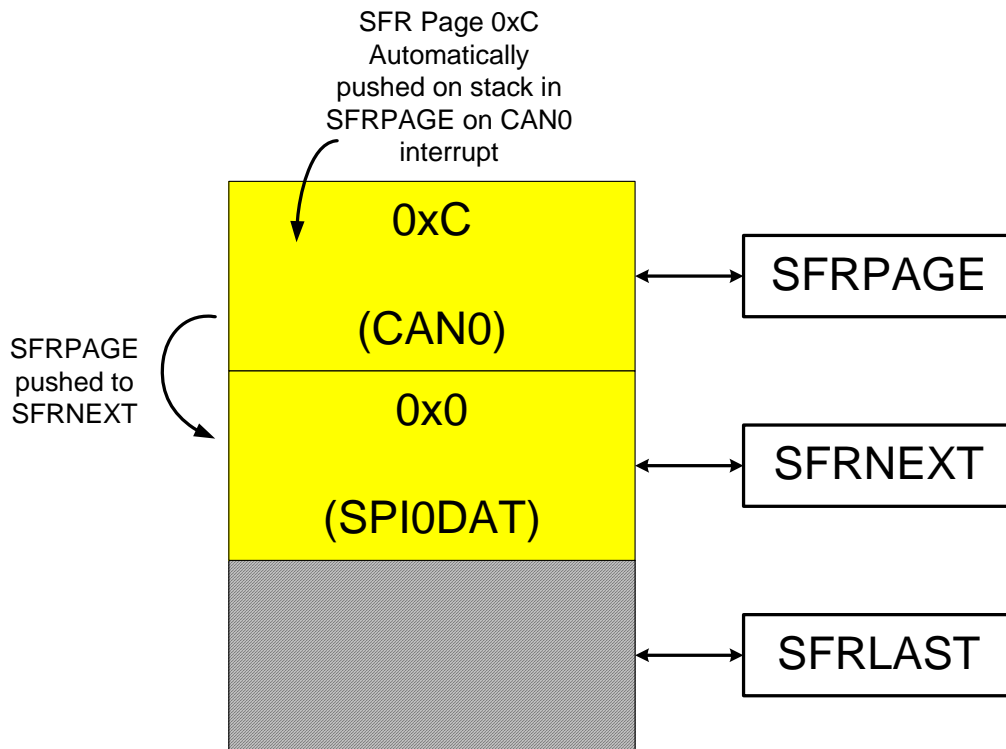 SFR Page 0xC
Automatically
pushed on stack in
SFRPAGE on CAN0
interrupt
0xC
(CAN0)
SFRPAGE
SFRPAGE
pushed to
SFRNEXT
0x0
(SPI0DAT)
SFRNEXT
SFRLAST